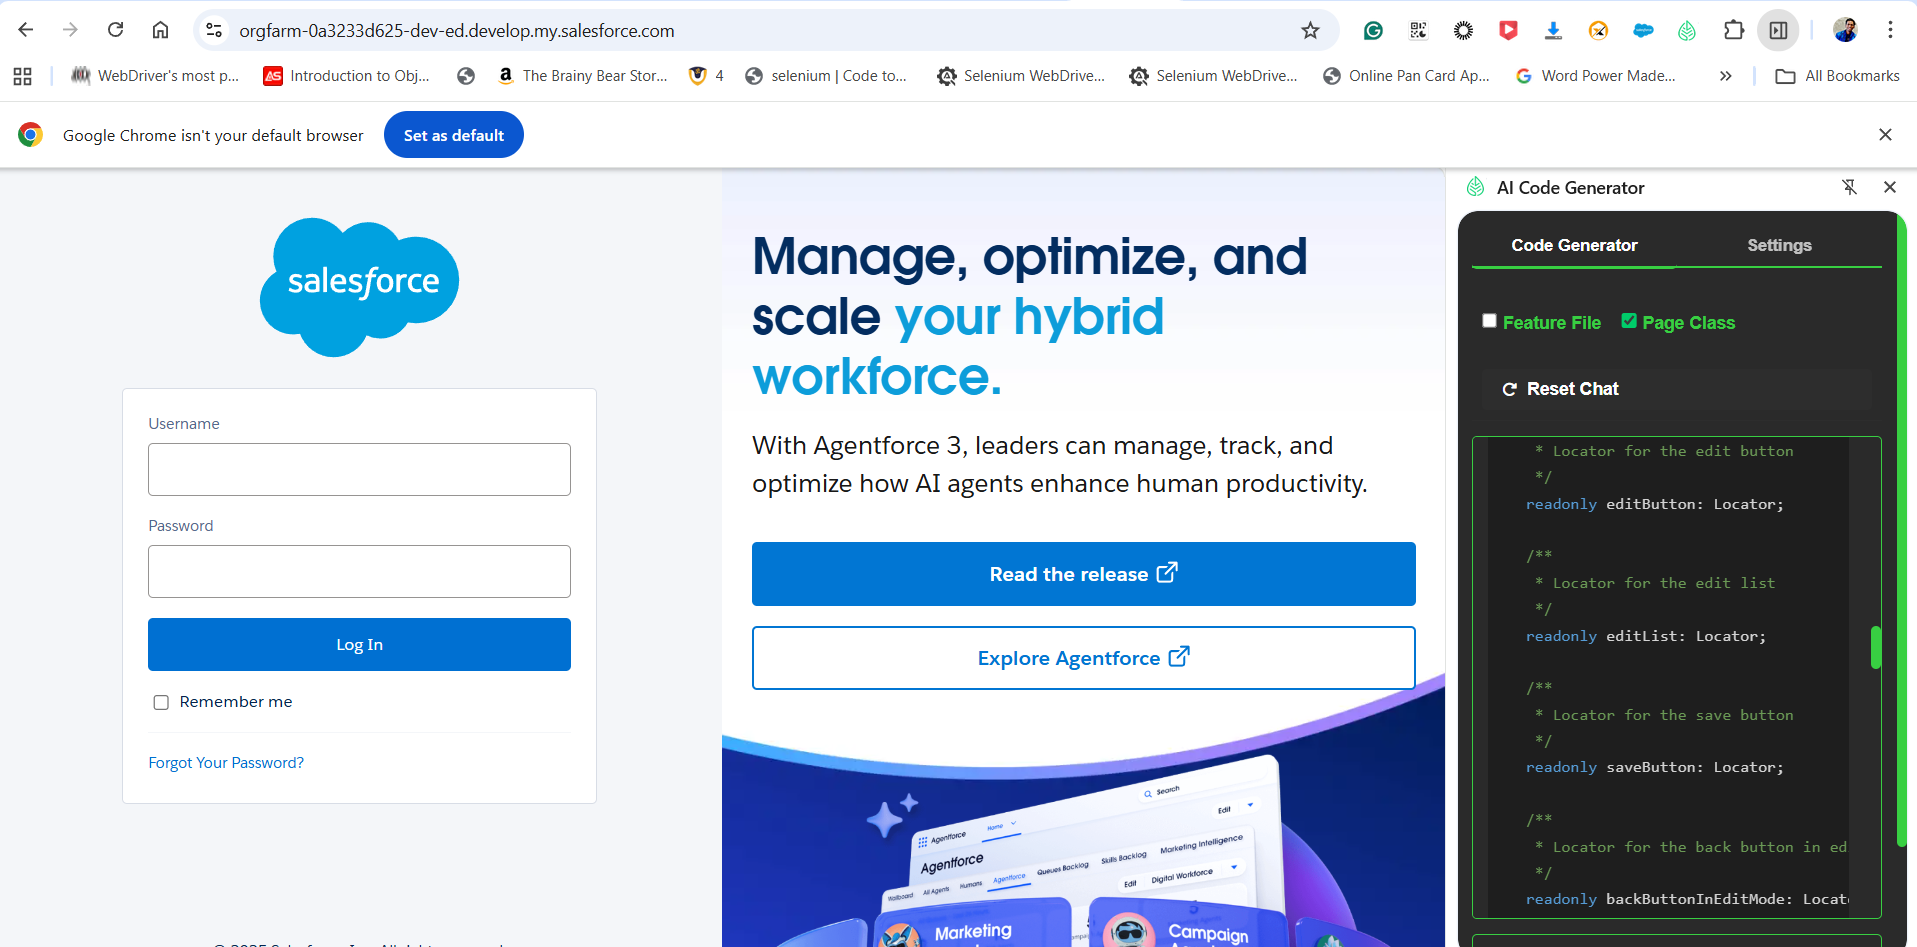 orgfarm-0a3233d625-dev-ed.develop.my.salesforce.com
WebDriver's most p...
Introduction to Obj...
The Brainy Bear Stor...
4
selenium | Code to...
Selenium WebDrive...
Selenium WebDrive...
Online Pan Card Ap...
Word Power Made...
All Bookmarks
Google Chrome isn't your default browser
Set as default
salesforce
Username
Password
Log In
Remember me
Forgot Your Password?
Manage, optimize, and
scale your hybrid
workforce.
With Agentforce 3, leaders can manage, track, and
optimize how AI agents enhance human productivity.
Read the release
Explore Agentforce
Search
Edit
Agentforce
Home
Agentforce
Wallboard
All Agents
Humans
Agentforce
Queues Backlog
Skills Backlog
Marketing Intelligence
Edit
Digital Workforce
5
Marketing
Campaign
AI Code Generator
Code Generator
Settings
Feature File
Page Class
Reset Chat
* Locator for the edit button
*/
readonly editButton: Locator;
/**
* Locator for the edit list
*/
readonly editList: Locator;
/**
* Locator for the save button
*/
readonly saveButton: Locator;
/**
* Locator for the back button in ed
*/
readonly backButtonInEditMode: Locat